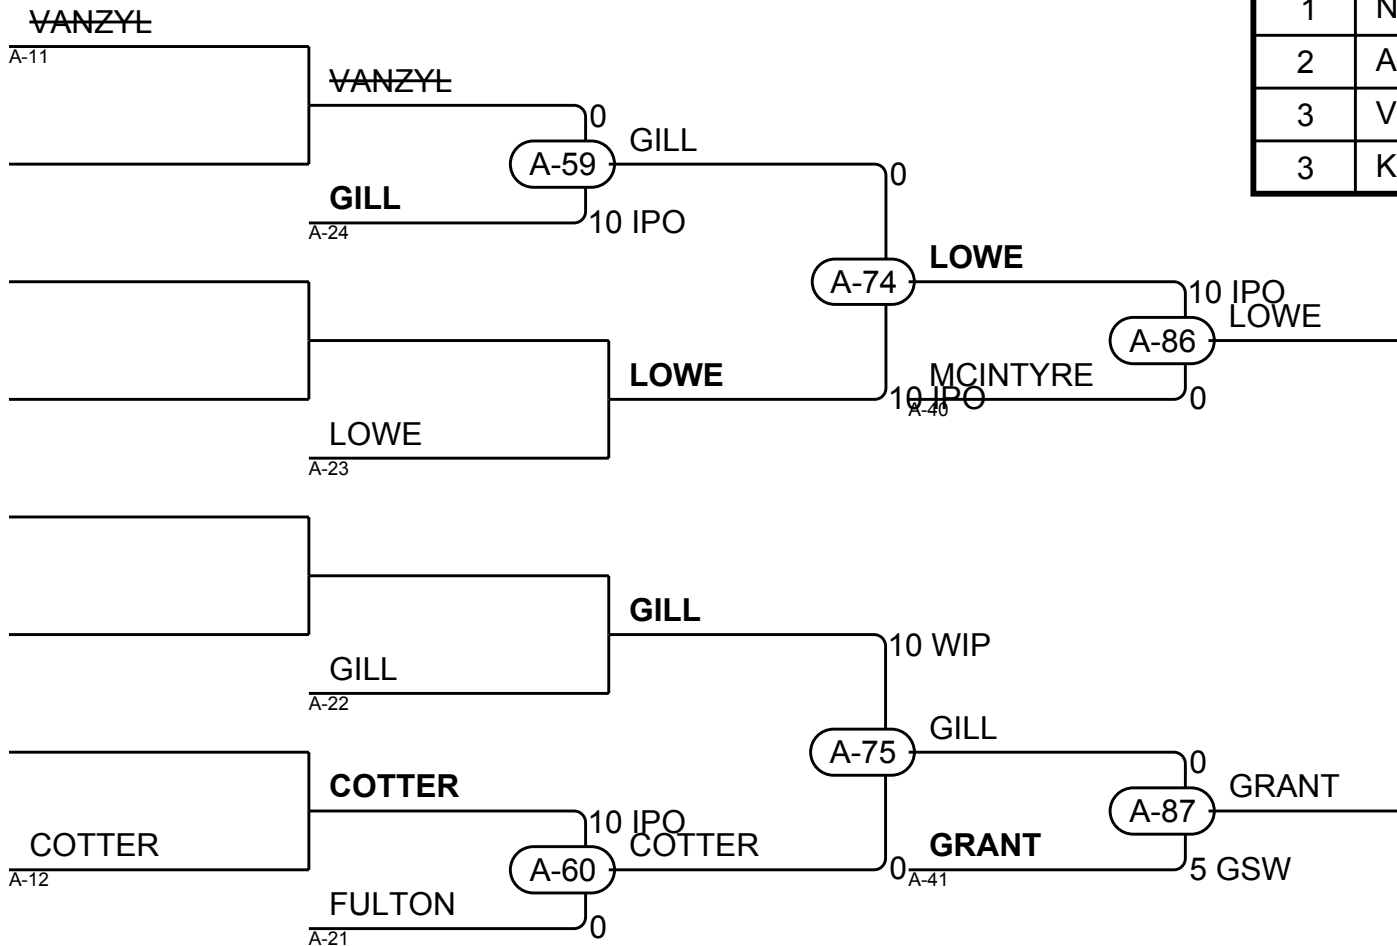 VANZYL
A-11
VANZYL
0
A-59
GILL
GILL
10 IPO
A-24
0
A-74
LOWE
10 IPO
LOWE
A-86
LOWE
10 IPO
MCINTYRE
A-40
0
LOWE
A-23
GILL
10 WIP
GILL
A-22
GILL
A-75
0
GRANT
A-87
COTTER
10 IPO
COTTER
COTTER
A-12
A-60
0
GRANT
A-41
5 GSW
FULTON
A-21
0
1 N
2 A
3 V
3 K